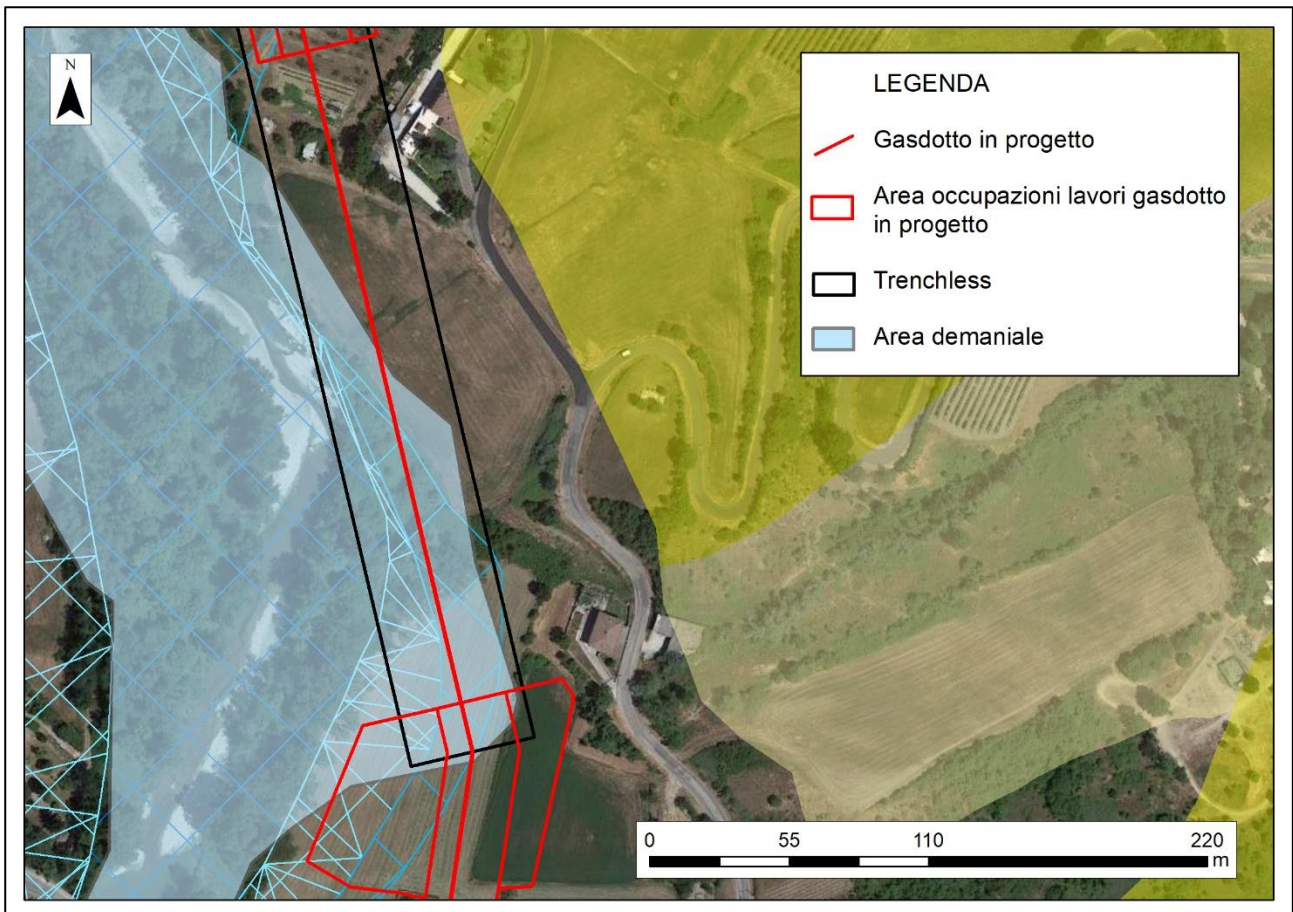 N
LEGENDA
Gasdotto in progetto
Area occupazioni lavori gasdotto
in progetto
Trenchless
Area demaniale
0 55 110 220
m